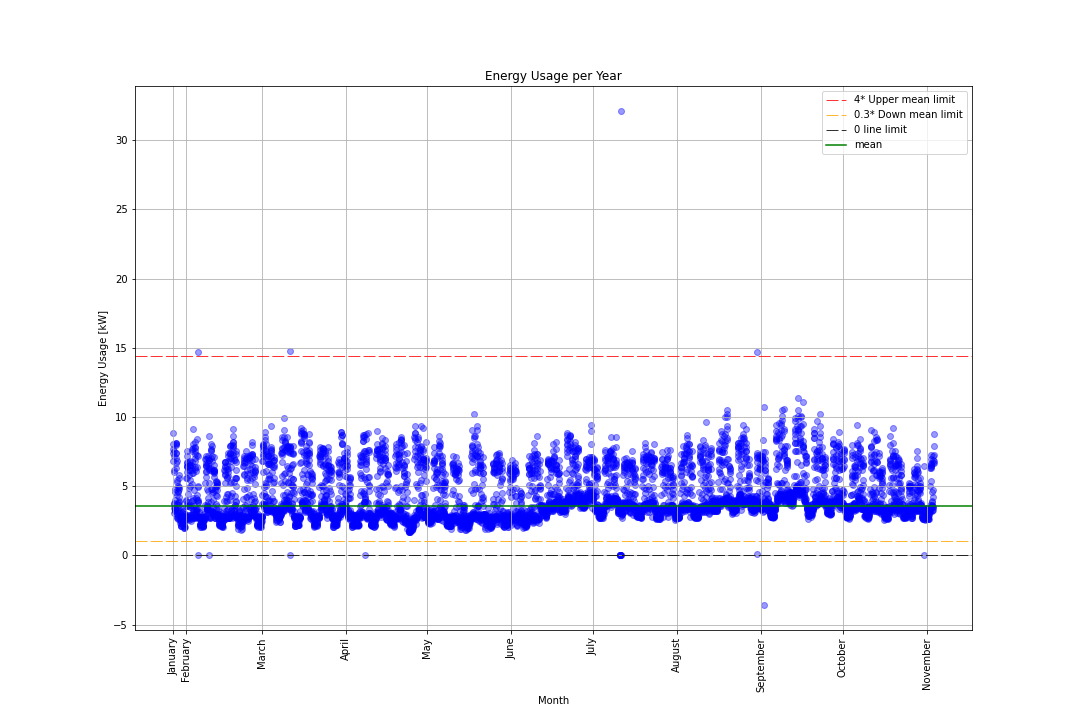 Energy Usage per Year
4* Upper mean limit
0.3* Down mean limit
0 line limit
mean
30
25
20
15
10
5
0
−5
Energy Usage [kW]
January
February
March
April
May
June
July
August
September
October
November
Month